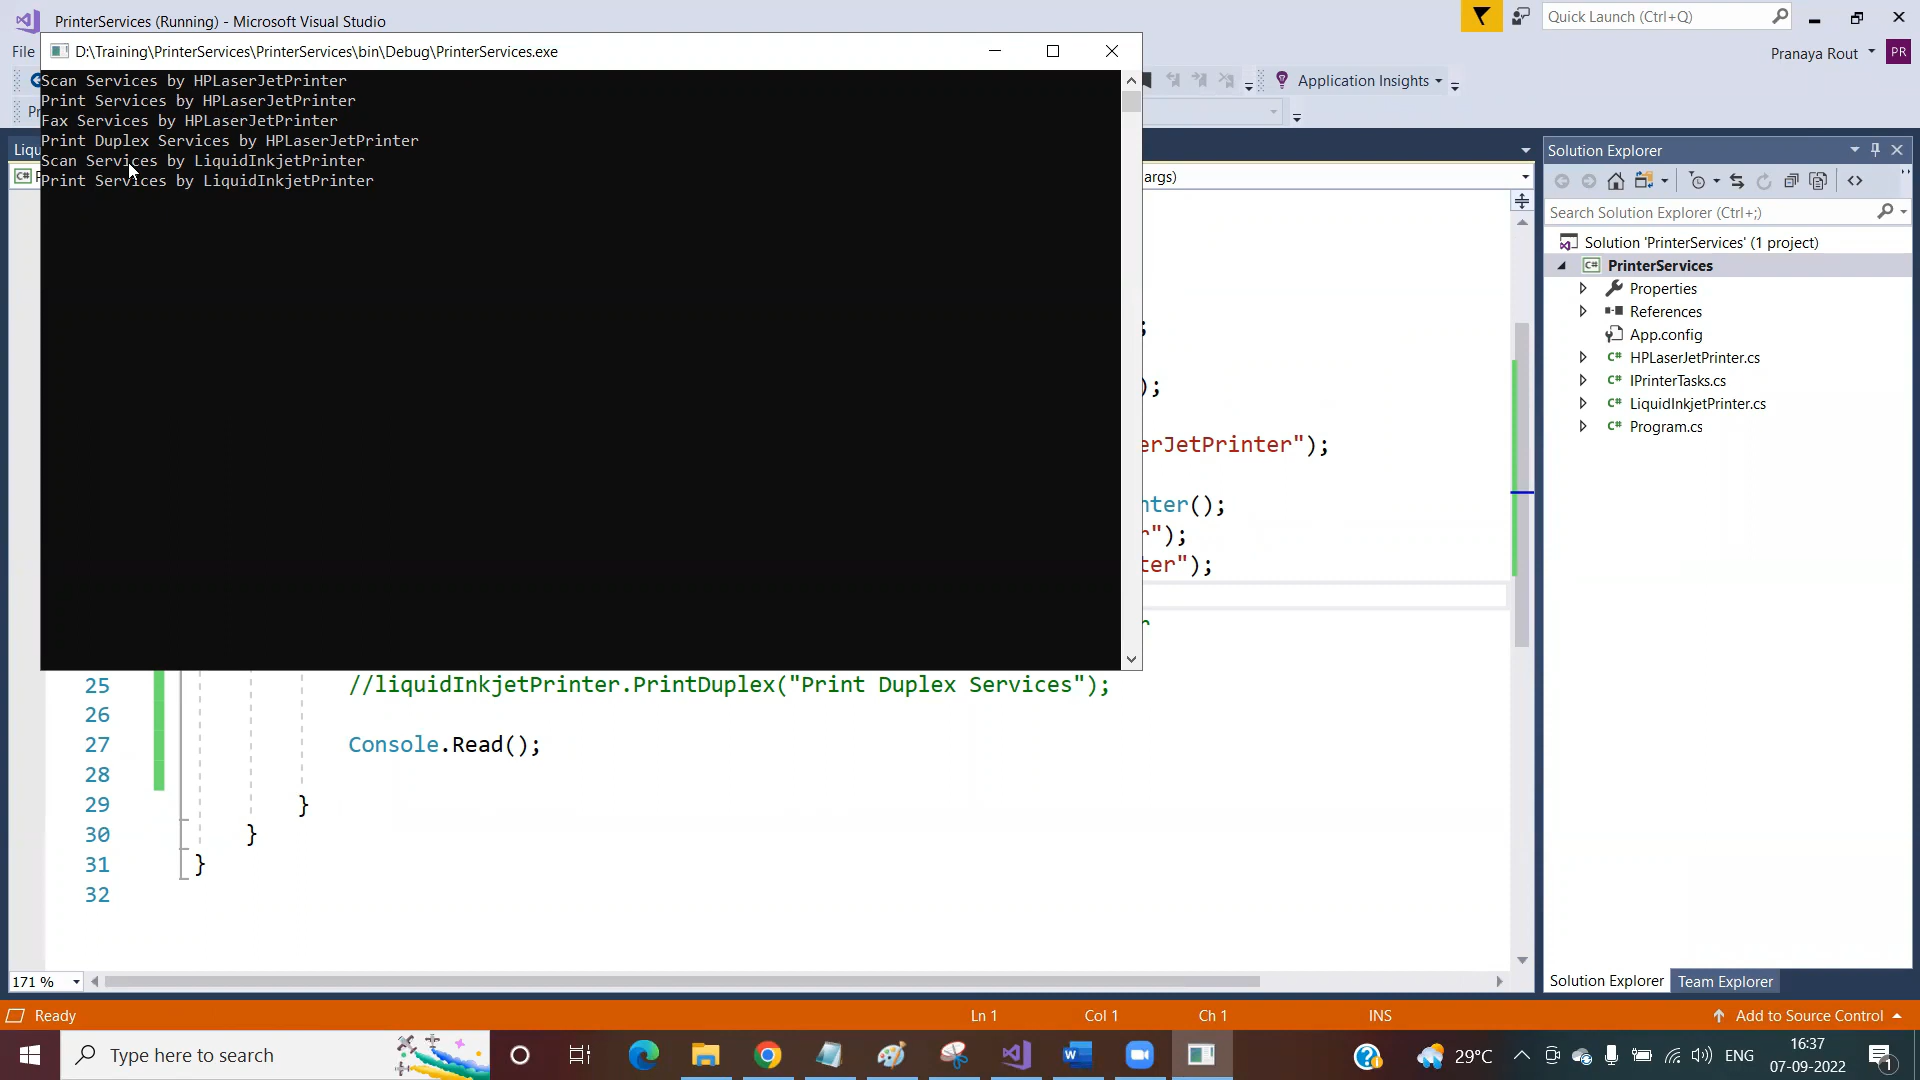 PrinterServices (Running) - Microsoft Visual Studio
Quick Launch (Ctrl+Q)
File
D:\Training\PrinterServices\PrinterServices\bin\Debug\PrinterServices.exe
Pranaya Rout
PR
Application Insights
Scan Services by HPLaserJetPrinter
Print Services by HPLaserJetPrinter
Fax Services by HPLaserJetPrinter
Print Duplex Services by HPLaserJetPrinter
Scan Services by LiquidInkjetPrinter
Print Services by LiquidInkjetPrinter
args)
;
);
erJetPrinter");
nter();
r");
ter");
r
25 //liquidInkjetPrinter.PrintDuplex("Print Duplex Services");
26
27 Console.Read();
28
29 }
30 }
31 }
32
171 %
Solution Explorer
Search Solution Explorer (Ctrl+;)
Solution 'PrinterServices' (1 project)
C# PrinterServices
Properties
References
App.config
C# HPLaserJetPrinter.cs
C# IPrinterTasks.cs
C# LiquidInkjetPrinter.cs
C# Program.cs
Solution Explorer
Team Explorer
Ready
Ln 1
Col 1
Ch 1
INS
Add to Source Control
Type here to search
29°C
ENG
16:37
07-09-2022
1